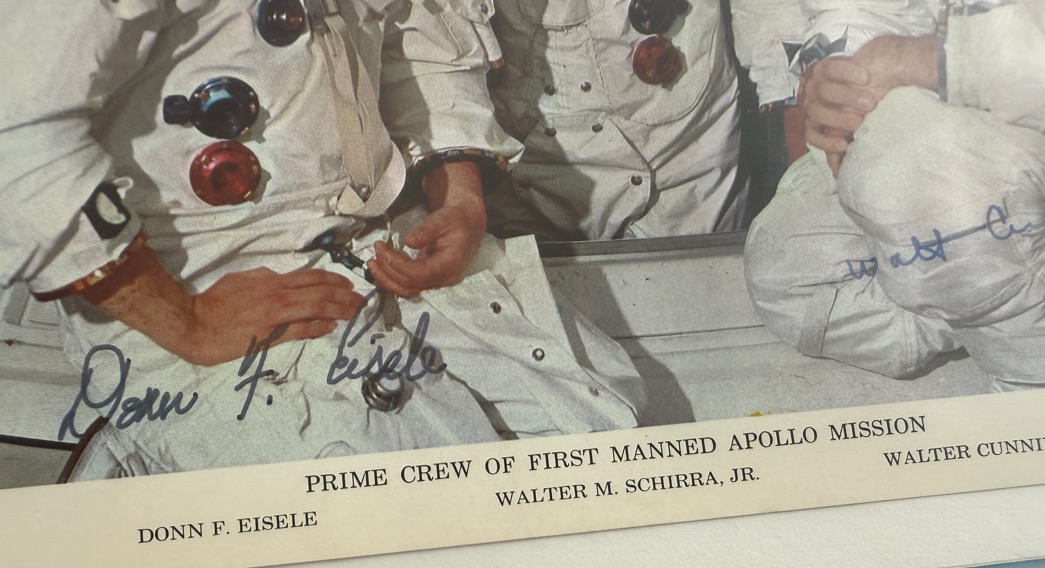 Walt Cu
Donn F. Eisele
PRIME CREW OF FIRST MANNED APOLLO MISSION
DONN F. EISELE WALTER M. SCHIRRA, JR. WALTER CUNNI